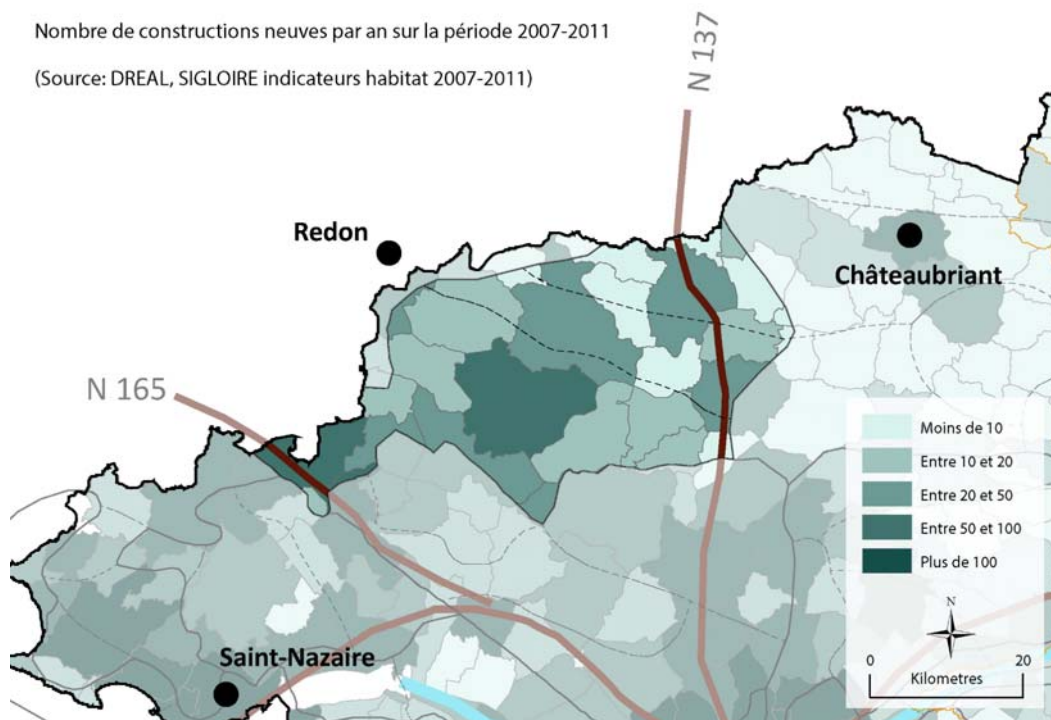 Nombre de constructions neuves par an sur la période 2007-2011
(Source: DREAL, SIGLOIRE indicateurs habitat 2007-2011)
N 137
Redon
Châteaubriant
N 165
Moins de 10
Entre 10 et 20
Entre 20 et 50
Entre 50 et 100
Plus de 100
N
0 20
Kilometres
Saint-Nazaire